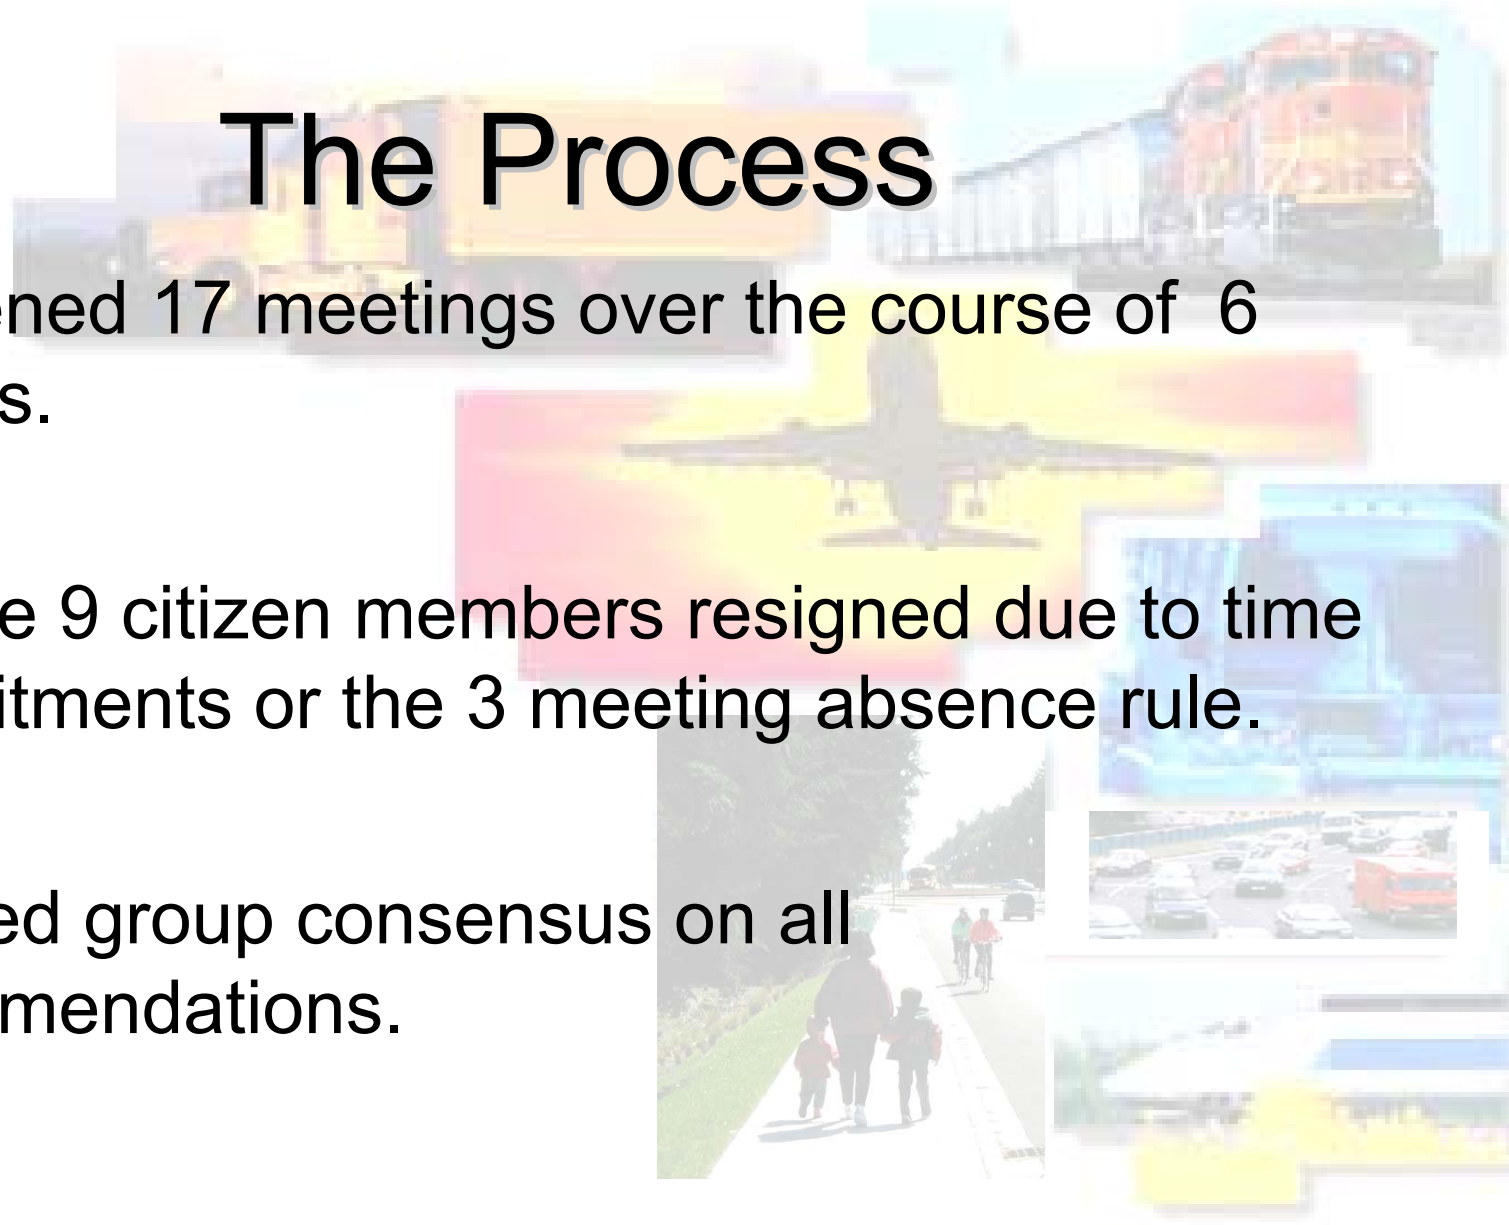 The Process
ened 17 meetings over the course of 6
s.
e 9 citizen members resigned due to time
itments or the 3 meeting absence rule.
ed group consensus on all
mendations.